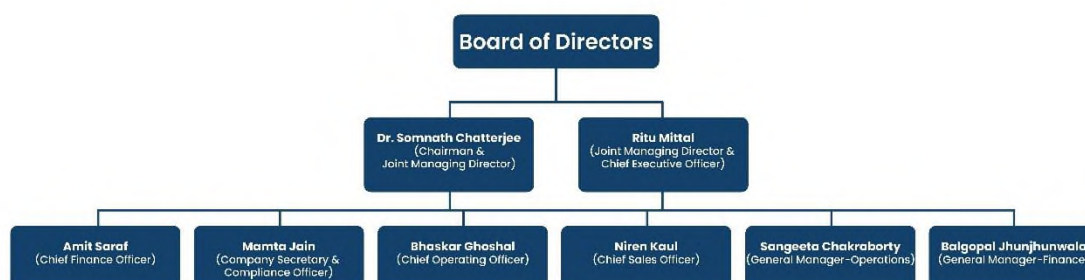 Board of Directors
Dr. Somnath Chatterjee
(Chairman &
Joint Managing Director)
Ritu Mittal
(Joint Managing Director &
Chief Executive Officer)
Amit Saraf
(Chief Finance Officer)
Mamta Jain
(Company Secretary &
Compliance Officer)
Bhaskar Ghoshal
(Chief Operating Officer)
Niren Kaul
(Chief Sales Officer)
Sangeeta Chakraborty
(General Manager-Operations)
Balgopal Jhunjhunwala
(General Manager-Finance